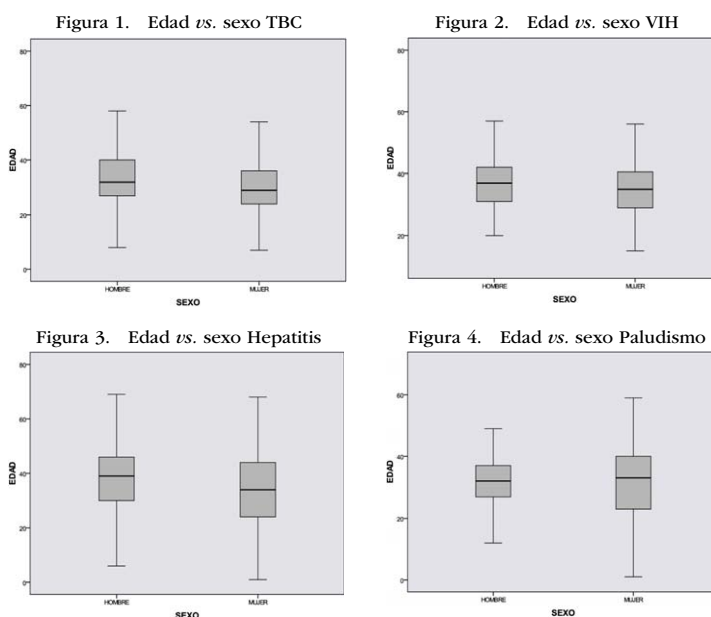 Figura 1. Edad vs. sexo TBC
80
60
40
20
0
EDAD
HOMBRE
MUJER
SEXO
Figura 2. Edad vs. sexo VIH
80
60
40
20
EDAD
HOMBRE
MUJER
SEXO
Figura 3. Edad vs. sexo Hepatitis
80
60
40
20
0
EDAD
HOMBRE
MUJER
SEXO
Figura 4. Edad vs. sexo Paludismo
60
40
20
0
EDAD
HOMBRE
MUJER
SEXO